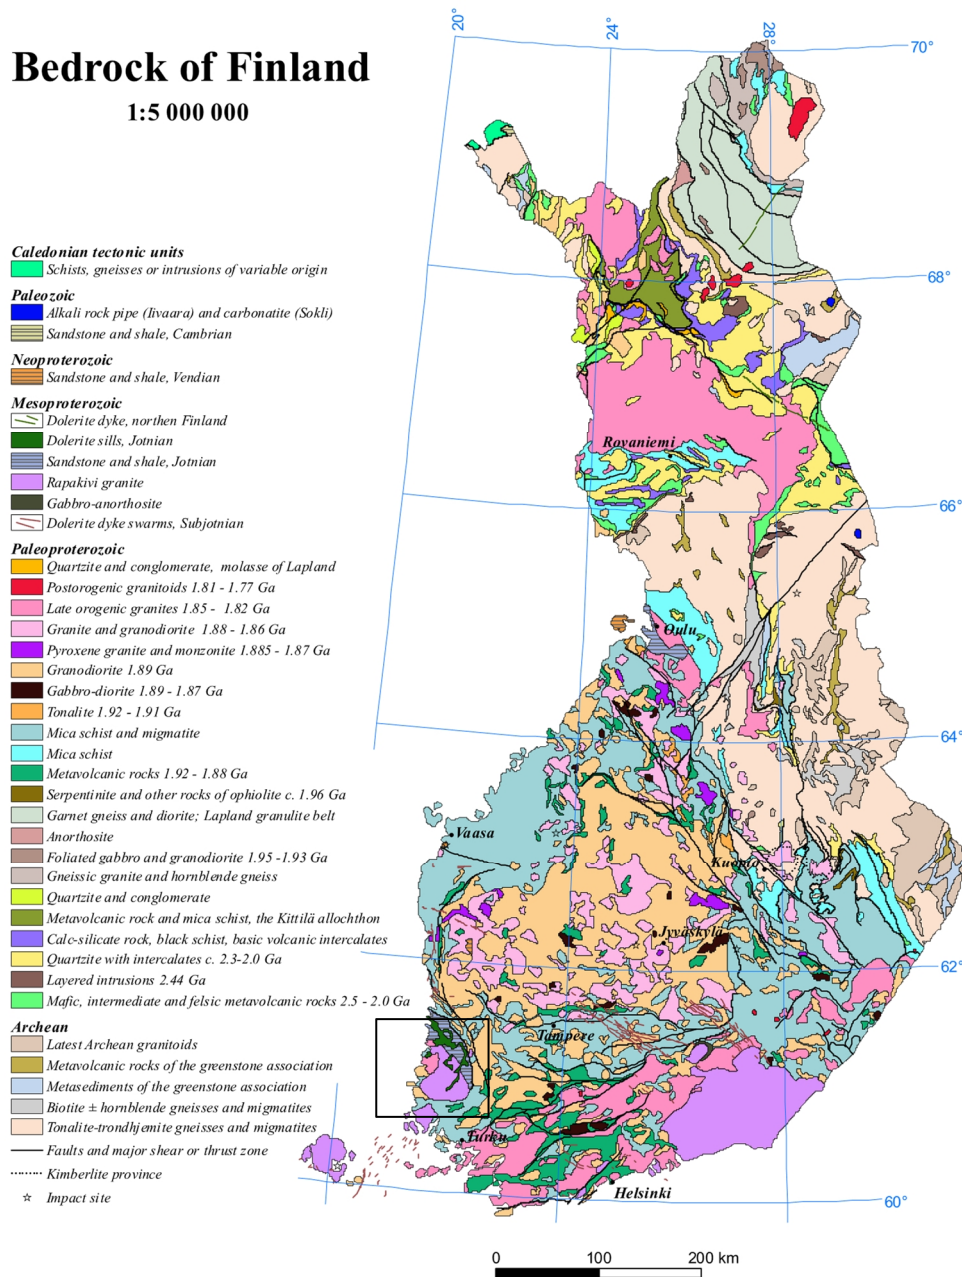 20°
24°
28°
70°
Bedrock of Finland
1:5 000 000
Caledonian tectonic units
Schists, gneisses or intrusions of variable origin
68°
Paleozoic
Alkali rock pipe (Iivaara) and carbonatite (Sokli)
Sandstone and shale, Cambrian
Neoproterozoic
Sandstone and shale, Vendian
Mesoproterozoic
Dolerite dyke, northen Finland
Dolerite sills, Jotnian
Sandstone and shale, Jotnian
Rapakivi granite
Gabbro-anorthosite
Dolerite dyke swarms, Subjotnian
Rovaniemi
66°
Paleoproterozoic
Quartzite and conglomerate, molasse of Lapland
Postorogenic granitoids 1.81 - 1.77 Ga
Late orogenic granites 1.85 - 1.82 Ga
Granite and granodiorite 1.88 - 1.86 Ga
Pyroxene granite and monzonite 1.885 - 1.87 Ga
Granodiorite 1.89 Ga
Gabbro-diorite 1.89 - 1.87 Ga
Tonalite 1.92 - 1.91 Ga
Mica schist and migmatite
Mica schist
Metavolcanic rocks 1.92 - 1.88 Ga
Serpentinite and other rocks of ophiolite c. 1.96 Ga
Garnet gneiss and diorite; Lapland granulite belt
Anorthosite
Foliated gabbro and granodiorite 1.95 -1.93 Ga
Gneissic granite and hornblende gneiss
Quartzite and conglomerate
Metavolcanic rock and mica schist, the Kittilä allochthon
Calc-silicate rock, black schist, basic volcanic intercalates
Quartzite with intercalates c. 2.3-2.0 Ga
Layered intrusions 2.44 Ga
Mafic, intermediate and felsic metavolcanic rocks 2.5 - 2.0 Ga
Oulu
64°
Vaasa
Kuopio
Jyväskylä
62°
Archean
Latest Archean granitoids
Metavolcanic rocks of the greenstone association
Metasediments of the greenstone association
Biotite ± hornblende gneisses and migmatites
Tonalite-trondhjemite gneisses and migmatites
Faults and major shear or thrust zone
Kimberlite province
Impact site
Tampere
Turku
Helsinki
60°
0 100 200 km